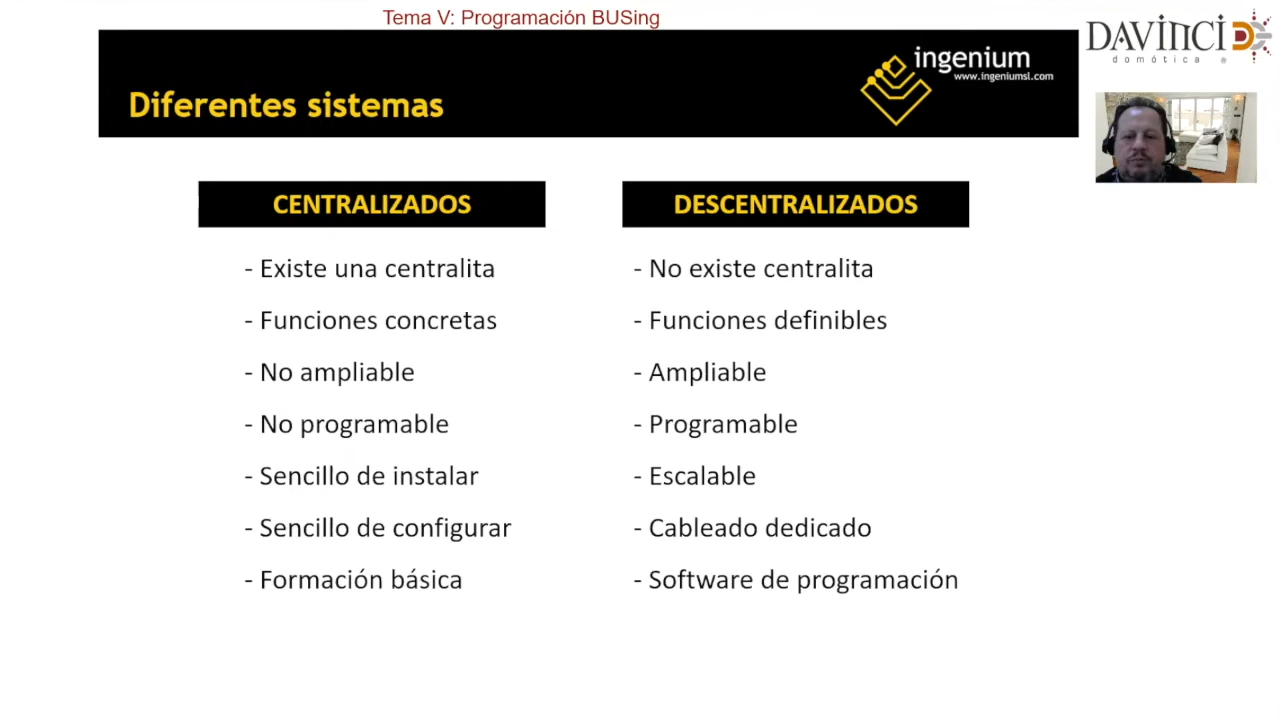 Tema V: Programación BUSing
Diferentes sistemas
ingenium
www.ingeniumsl.com
DAVINCI
domótica ®
CENTRALIZADOS
- Existe una centralita
- Funciones concretas
- No ampliable
- No programable
- Sencillo de instalar
- Sencillo de configurar
- Formación básica
DESCENTRALIZADOS
- No existe centralita
- Funciones definibles
- Ampliable
- Programable
- Escalable
- Cableado dedicado
- Software de programación